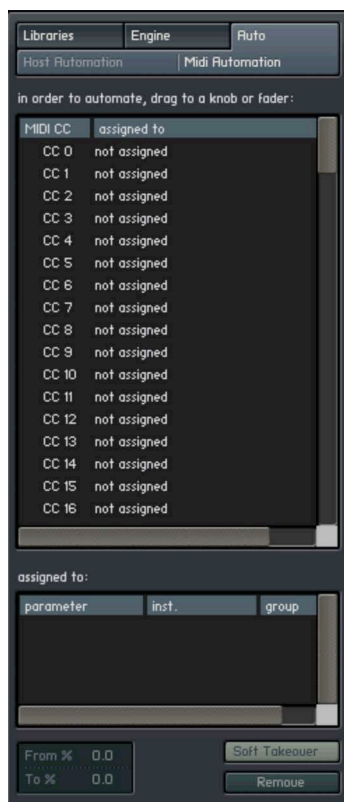 Libraries Engine Auto
Host Automation Midi Automation
in order to automate, drag to a knob or fader:
MIDI CC assigned to
CC 0 not assigned
CC 1 not assigned
CC 2 not assigned
CC 3 not assigned
CC 4 not assigned
CC 5 not assigned
CC 6 not assigned
CC 7 not assigned
CC 8 not assigned
CC 9 not assigned
CC 10 not assigned
CC 11 not assigned
CC 12 not assigned
CC 13 not assigned
CC 14 not assigned
CC 15 not assigned
CC 16 not assigned
assigned to:
parameter inst. group
From % 0.0 Soft Takeover
To % 0.0 Remove